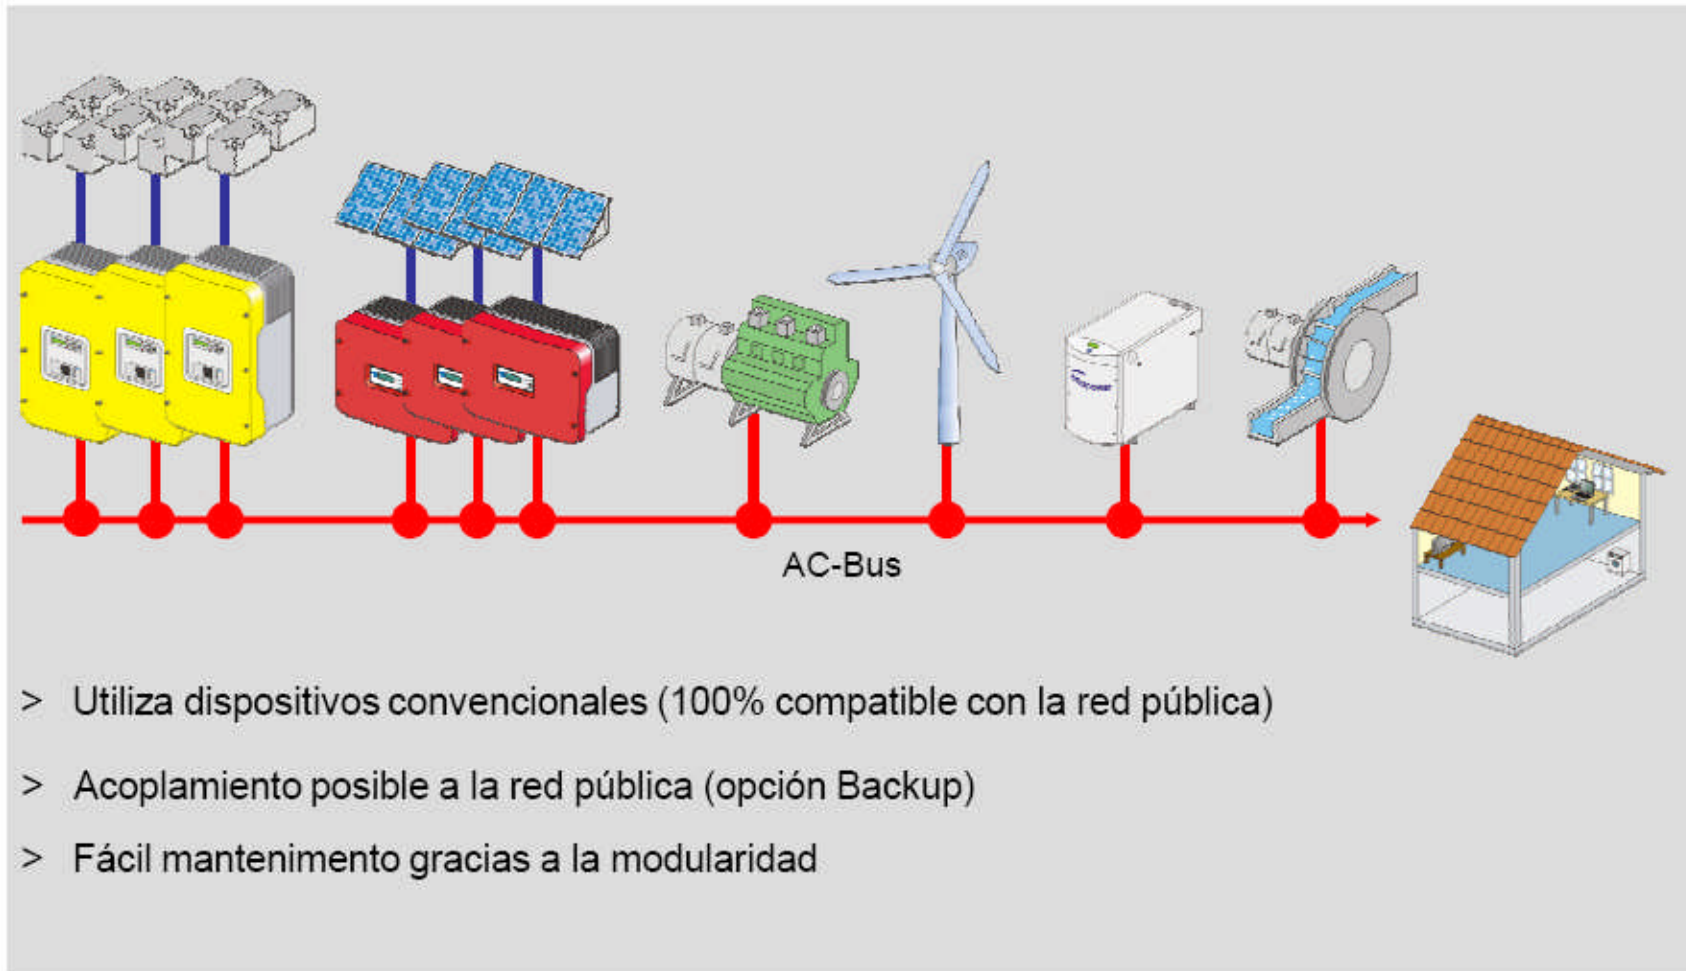 AC-Bus
> Utiliza dispositivos convencionales (100% compatible con la red pública)
> Acoplamiento posible a la red pública (opción Backup)
> Fácil mantenimento gracias a la modularidad